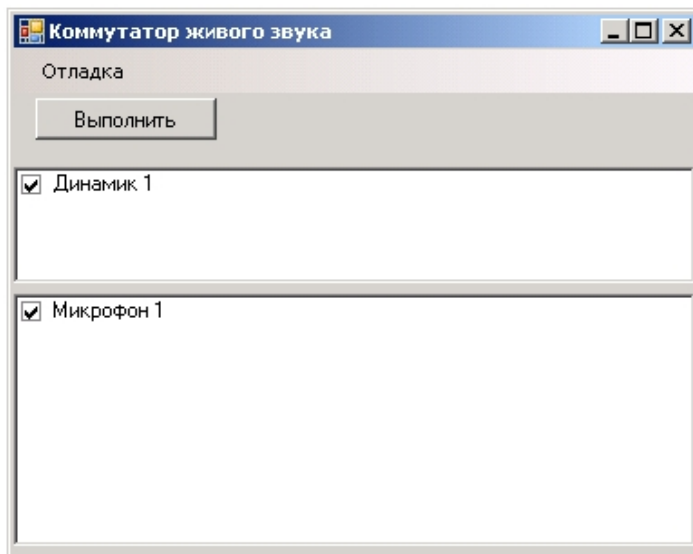 Коммутатор живого звука
Отладка
Выполнить
Динамик 1
Микрофон 1